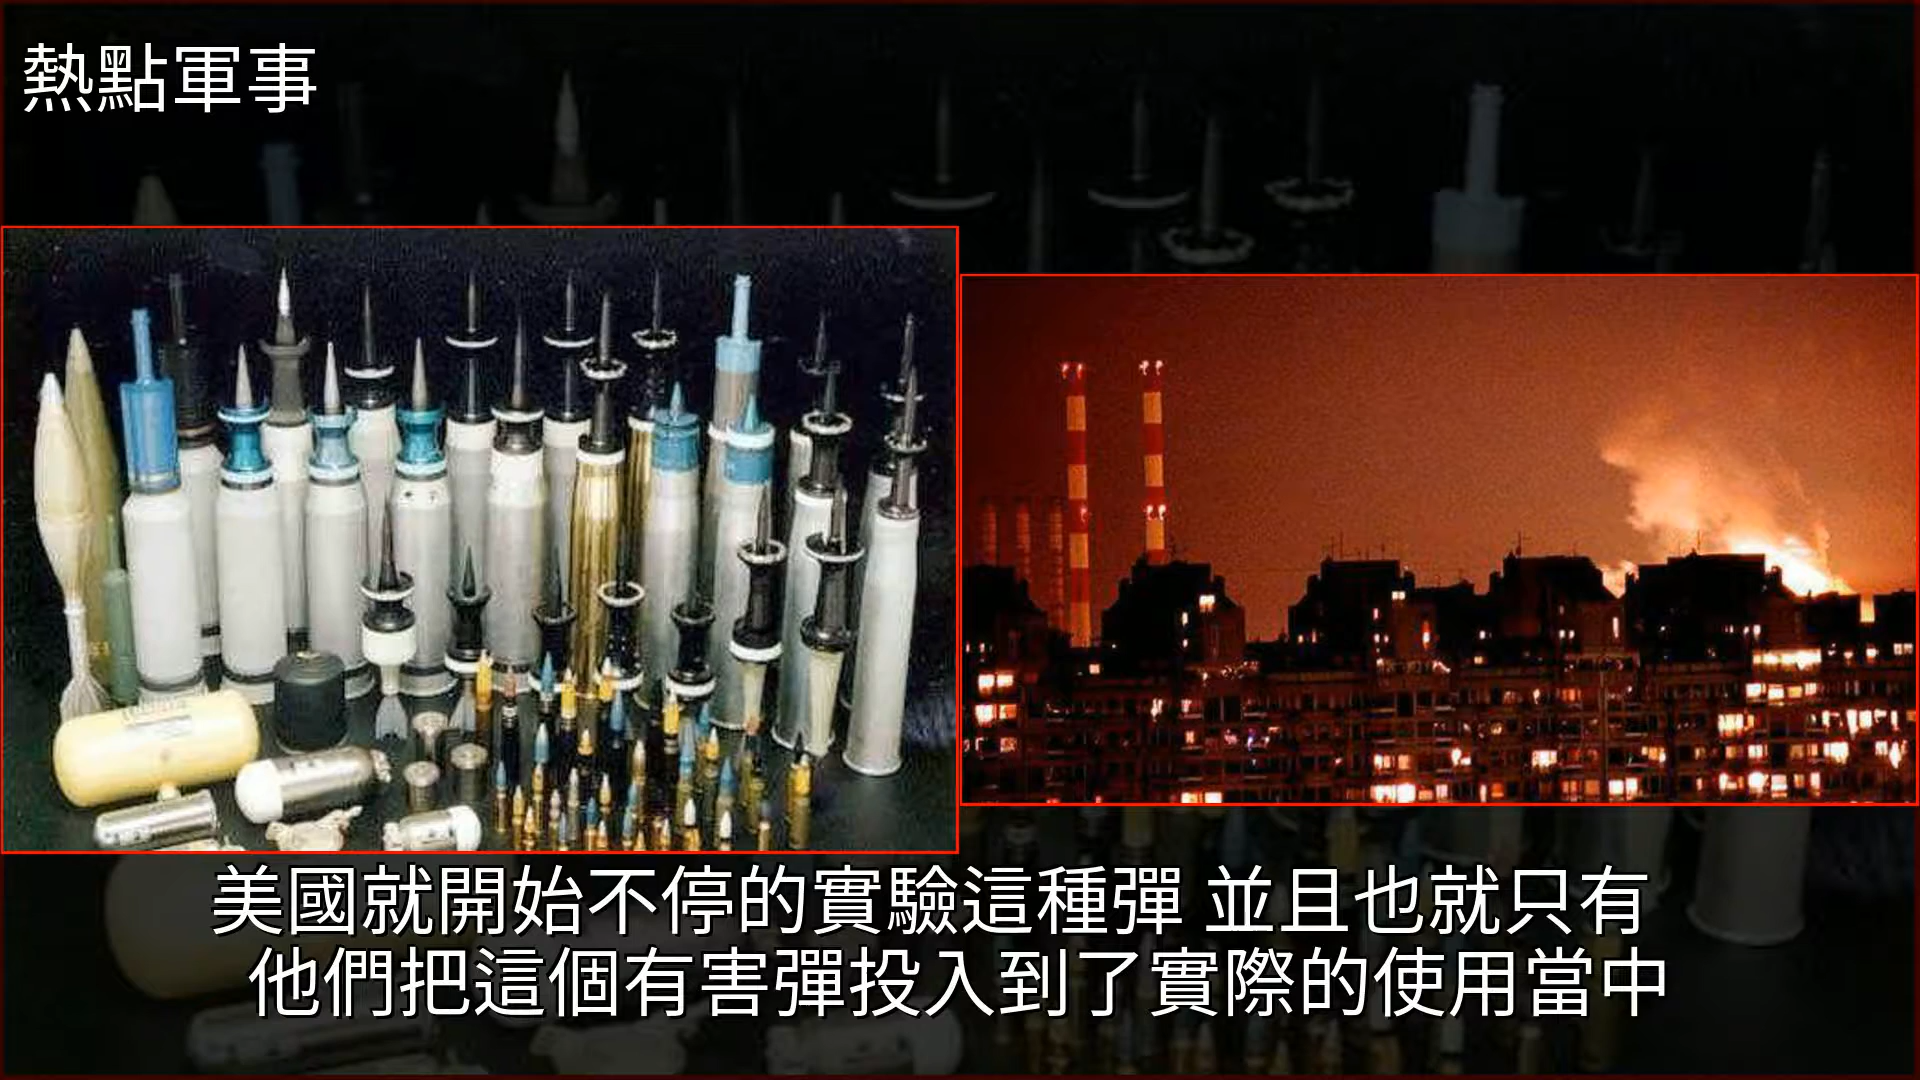 熱點軍事
美國就開始不停的實驗這種彈 並且也就只有
他們把這個有害彈投入到了實際的使用當中